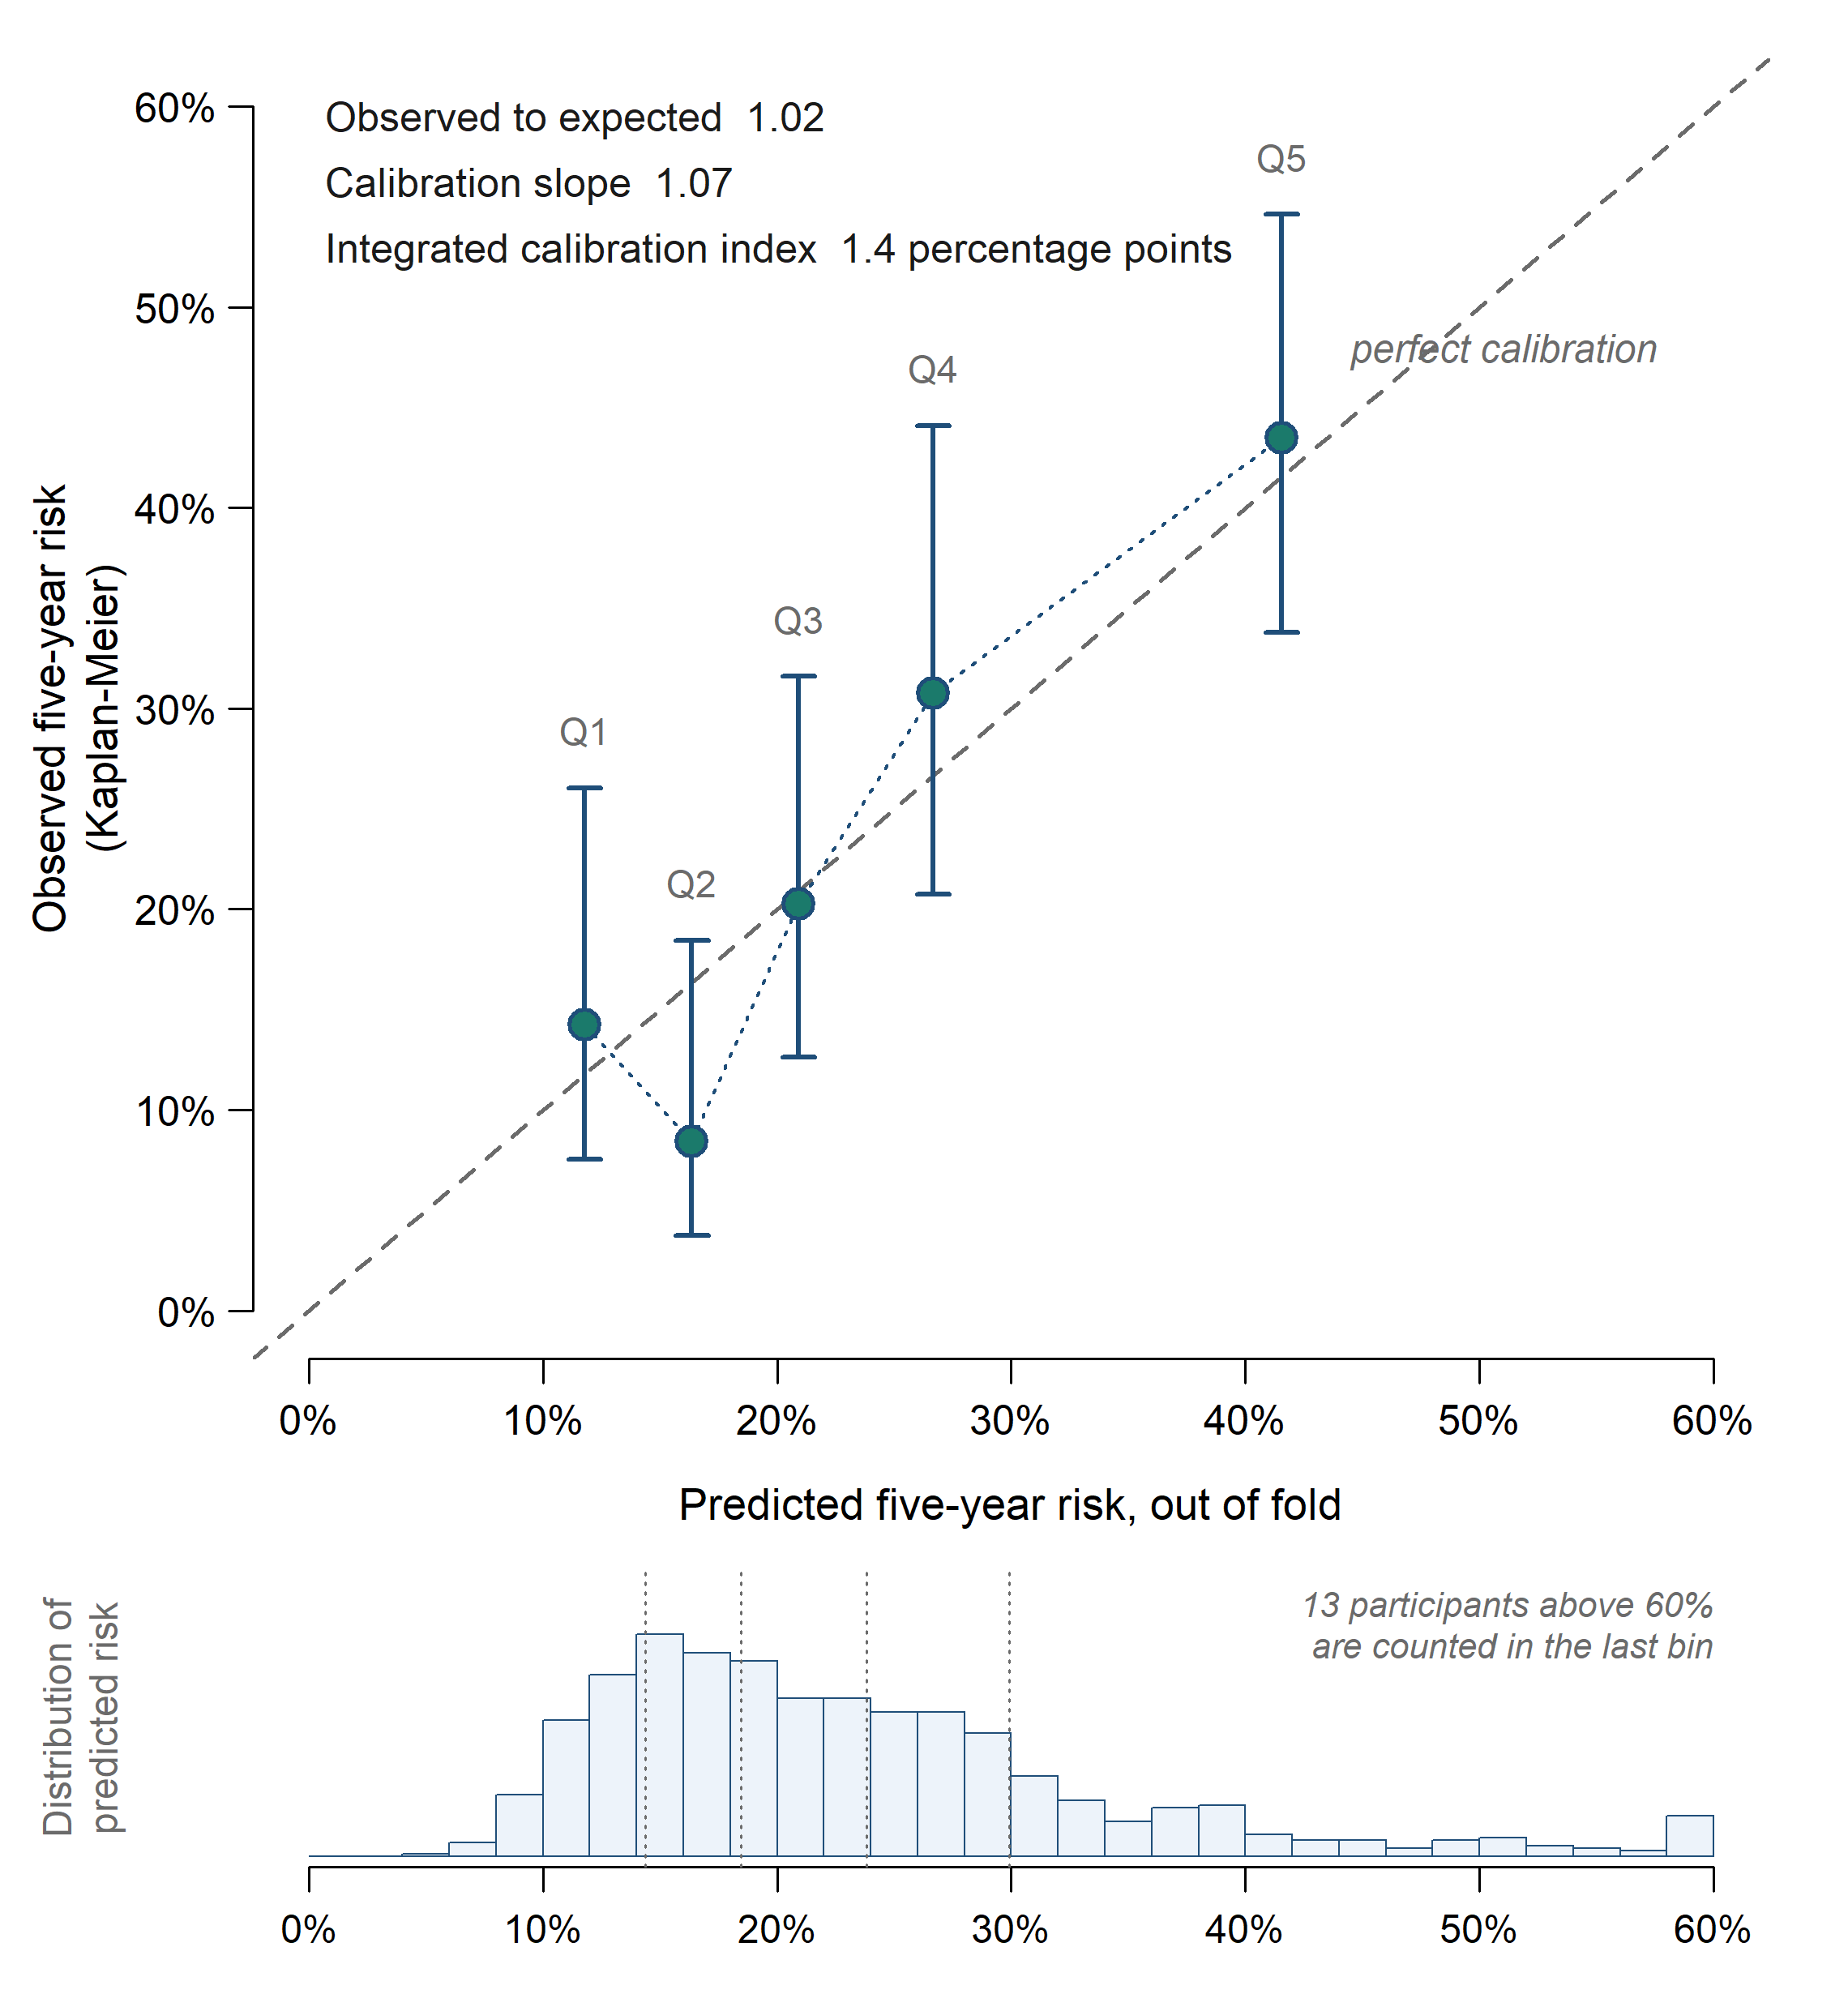 Observed to expected  1.02
Calibration slope  1.07
Integrated calibration index  1.4 percentage points
Q5
perfect calibration
Q4
Q3
Q1
Q2
60%
50%
40%
30%
20%
10%
0%
Observed five-year risk
(Kaplan-Meier)
0%
10%
20%
30%
40%
50%
60%
Predicted five-year risk, out of fold
Distribution of
predicted risk
13 participants above 60%
are counted in the last bin
0%
10%
20%
30%
40%
50%
60%